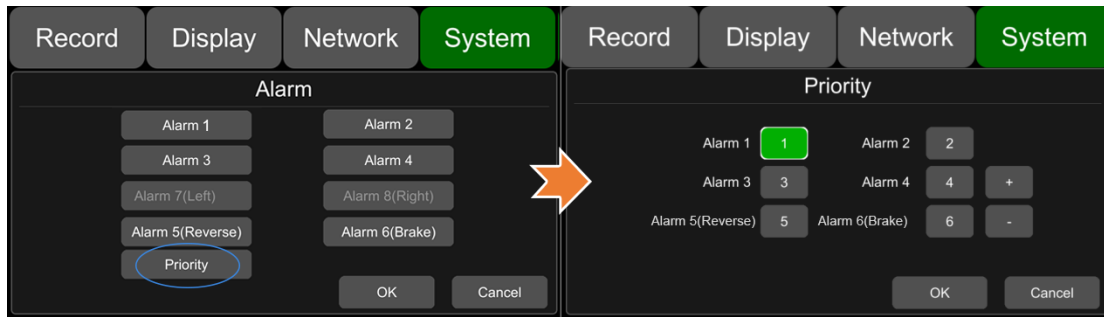 Record Display Network System
Alarm
Alarm 1 Alarm 2
Alarm 3 Alarm 4
Alarm 7(Left) Alarm 8(Right)
Alarm 5(Reverse) Alarm 6(Brake)
Priority
OK Cancel
Record Display Network System
Priority
Alarm 1 1 Alarm 2 2
Alarm 3 3 Alarm 4 4 +
Alarm 5(Reverse) 5 Alarm 6(Brake) 6 -
OK Cancel